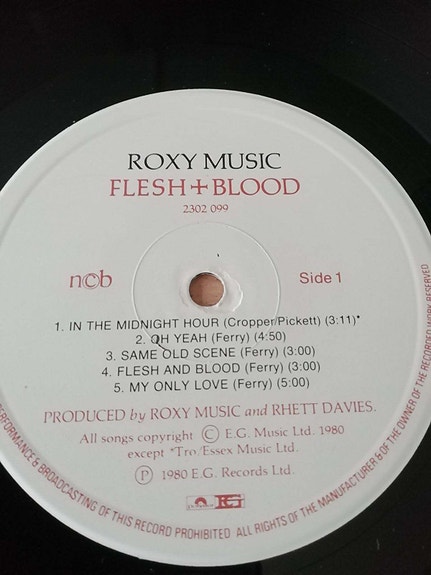 ROXY MUSIC
FLESH + BLOOD
2302 099
n©b
Side 1
1. IN THE MIDNIGHT HOUR (Cropper/Pickett) (3:11)*
2. OH YEAH (Ferry) (4:50)
3. SAME OLD SCENE (Ferry) (3:00)
4. FLESH AND BLOOD (Ferry) (3:00)
5. MY ONLY LOVE (Ferry) (5:00)
PRODUCED by ROXY MUSIC and RHETT DAVIES.
All songs copyright © E.G. Music Ltd. 1980
except *Tro/Essex Music Ltd.
℗ 1980 E.G. Records Ltd.
EG
PERFORMANCE & BROADCASTING OF THIS RECORD PROHIBITED ALL RIGHTS OF THE MANUFACTURER & OF THE OWNER OF THE RECORDED WORK RESERVED